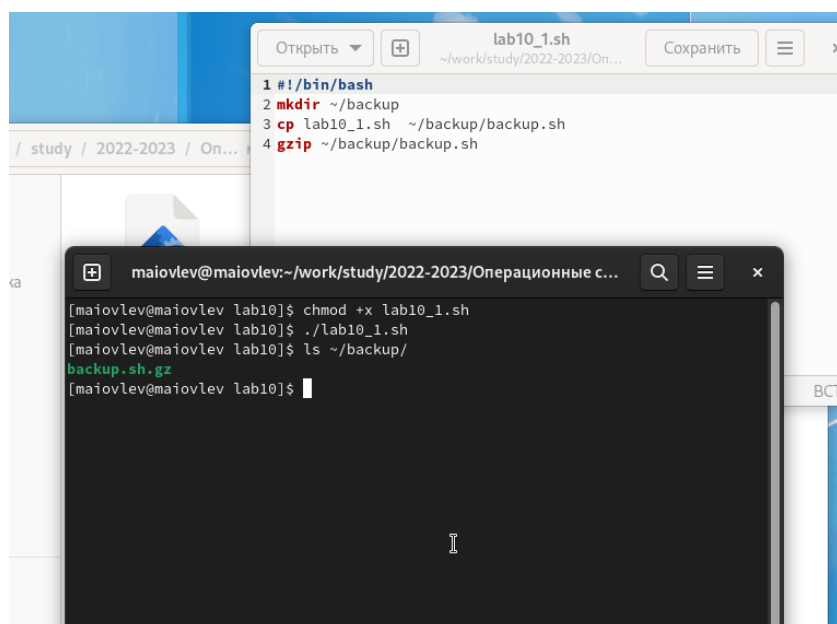 Открыть
lab10_1.sh
~/work/study/2022-2023/Оп...
Сохранить
1 #!/bin/bash
2 mkdir ~/backup
3 cp lab10_1.sh  ~/backup/backup.sh
4 gzip ~/backup/backup.sh
/ study / 2022-2023 / Оп...
ка
maiovlev@maiovlev:~/work/study/2022-2023/Операционные с...
[maiovlev@maiovlev lab10]$ chmod +x lab10_1.sh
[maiovlev@maiovlev lab10]$ ./lab10_1.sh
[maiovlev@maiovlev lab10]$ ls ~/backup/
backup.sh.gz
[maiovlev@maiovlev lab10]$
ВСТ